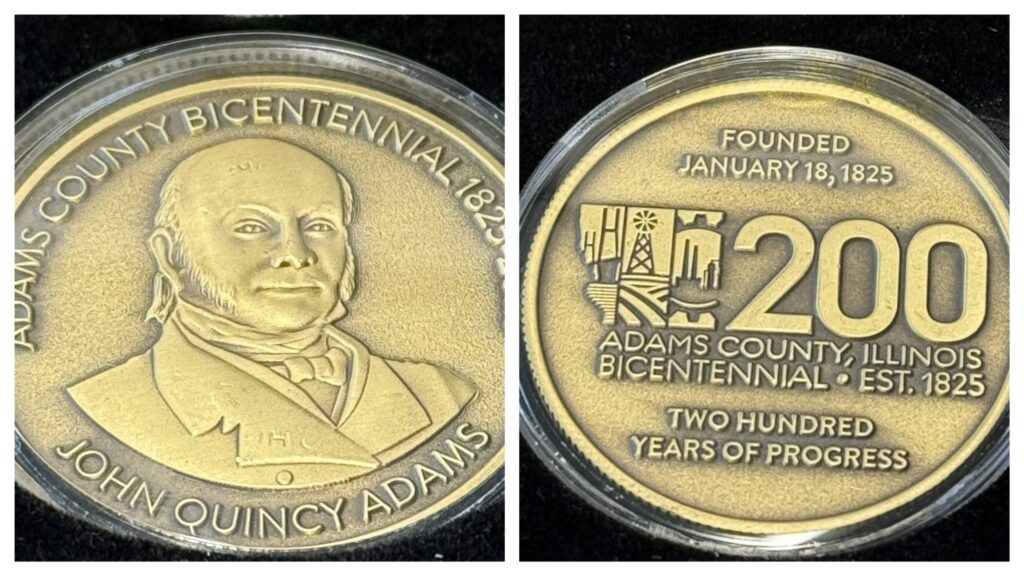 ADAMS COUNTY BICENTENNIAL 1825-2
JOHN QUINCY ADAMS
FOUNDED
JANUARY 18, 1825
200
ADAMS COUNTY, ILLINOIS
BICENTENNIAL • EST. 1825
TWO HUNDRED
YEARS OF PROGRESS